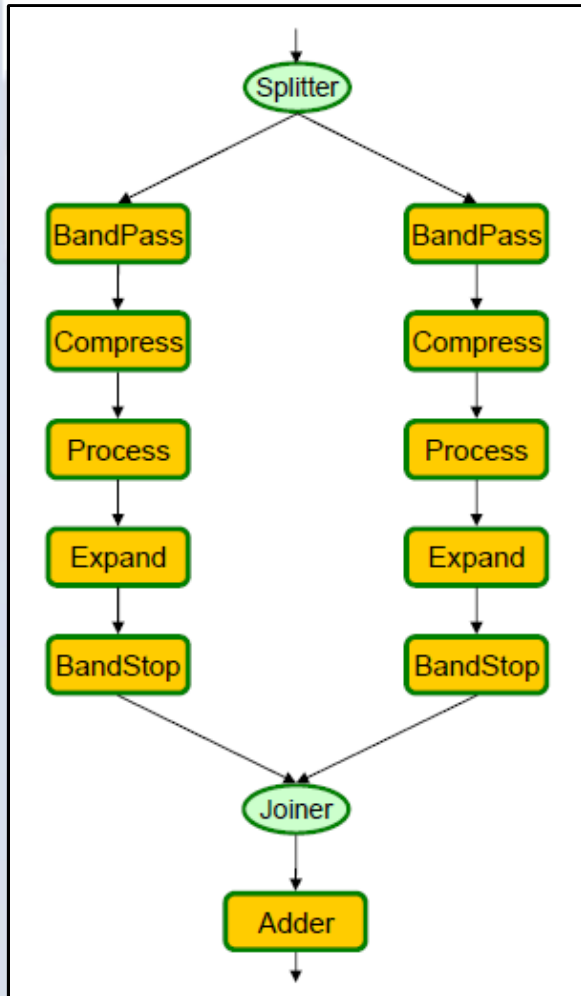 Splitter
BandPass
BandPass
Compress
Compress
Process
Process
Expand
Expand
BandStop
BandStop
Joiner
Adder